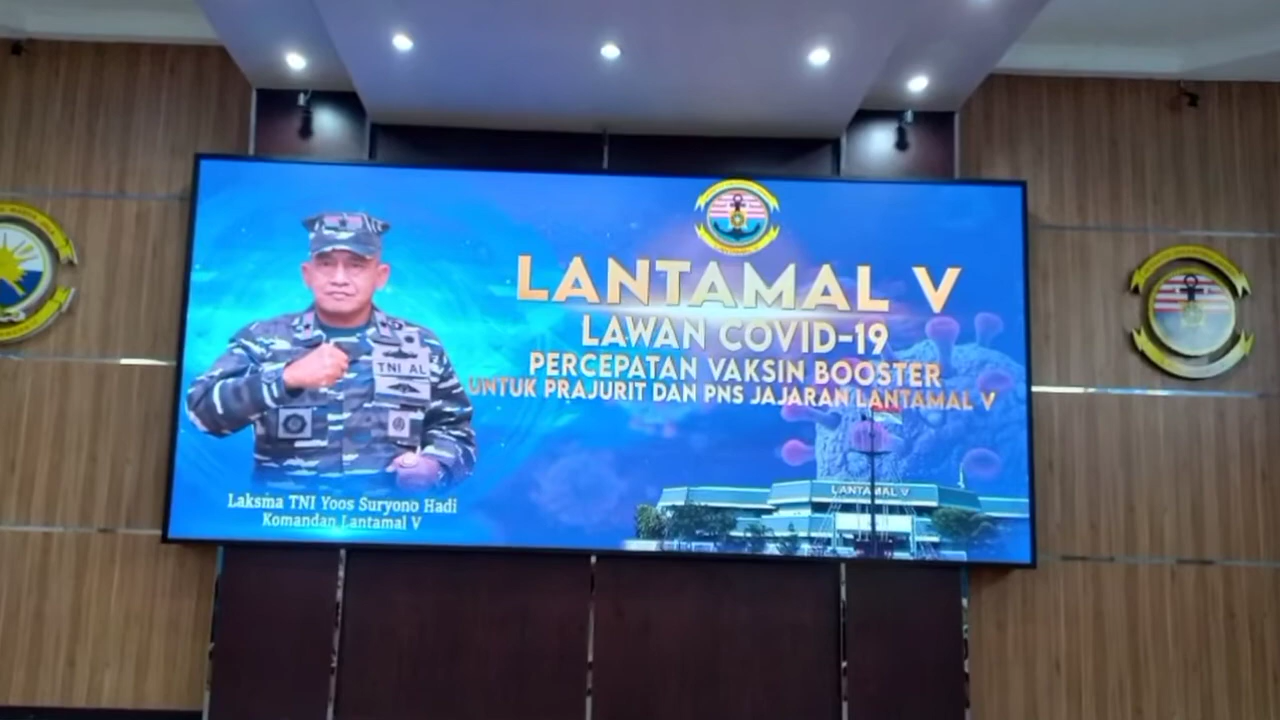 LANTAMAL V
LAWAN COVID-19
PERCEPATAN VAKSIN BOOSTER
UNTUK PRAJURIT DAN PNS JAJARAN LANTAMAL V
TNI AL
Laksma TNI Yoos Suryono Hadi
Komandan Lantamal V
LANTAMAL V